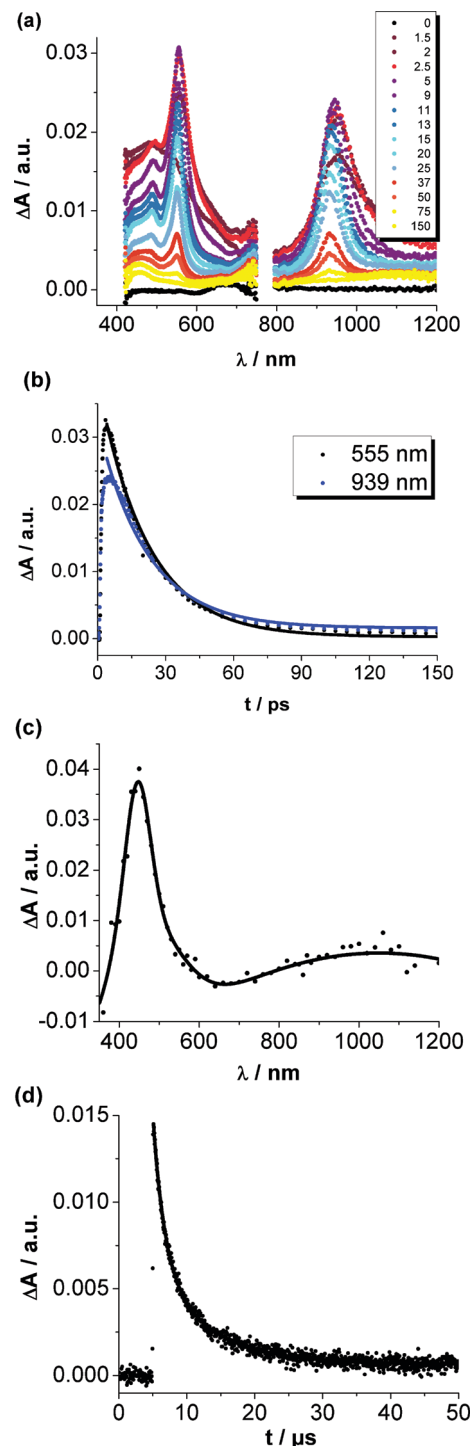 (a)
0.03
0.02
0.01
0.00
ΔA / a.u.
400 600 800 1000 1200
λ / nm
0
1.5
2
2.5
5
9
11
13
15
20
25
37
50
75
150
(b)
0.03
0.02
0.01
0.00
ΔA / a.u.
0 30 60 90 120 150
t / ps
555 nm
939 nm
(c)
0.04
0.03
0.02
0.01
0.00
-0.01
ΔA / a.u.
400 600 800 1000 1200
λ / nm
(d)
0.015
0.010
0.005
0.000
ΔA / a.u.
0 10 20 30 40 50
t / µs